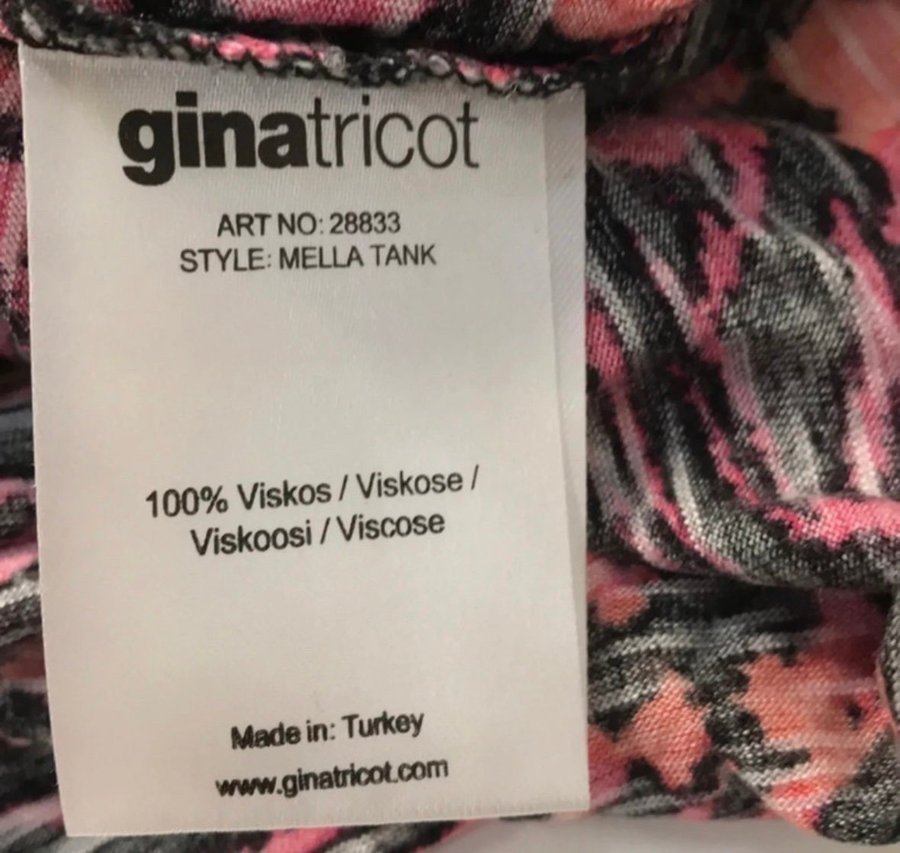 ginatricot
ART NO: 28833
STYLE: MELLA TANK
100% Viskos / Viskose /
Viskoosi / Viscose
Made in: Turkey
www.ginatricot.com